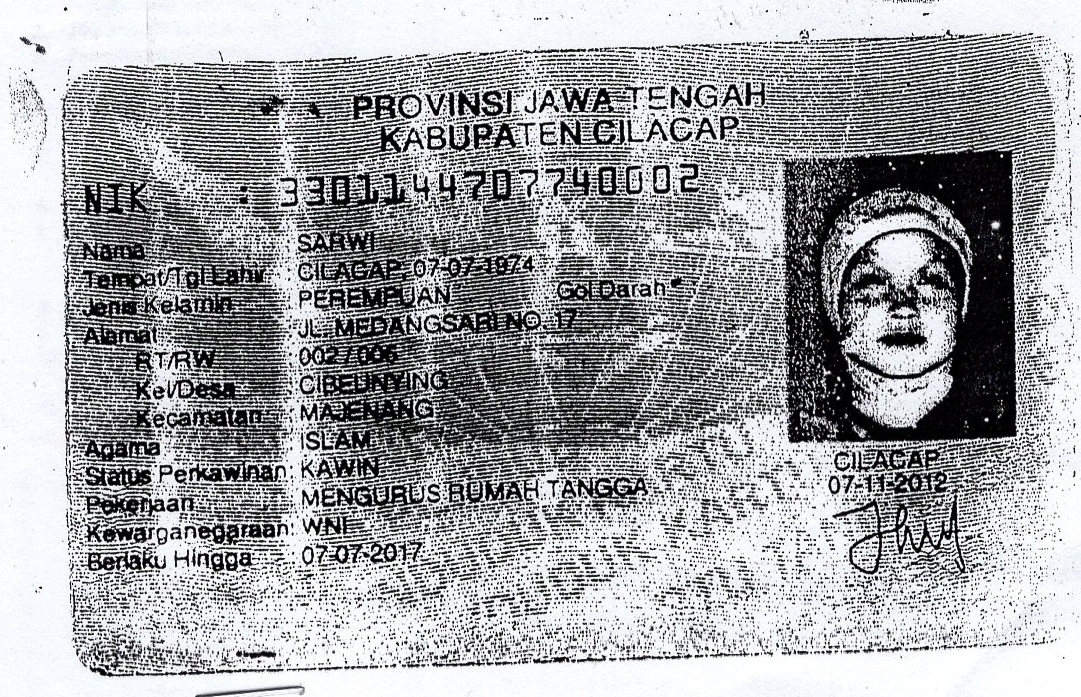 PROVINSI JAWA TENGAH
KABUPATEN CILACAP
NIK : 3301144707740002
Nama : SARWI
Tempat/Tgl Lahir : CILACAP, 07-07-1974
Jenis Kelamin : PEREMPUAN Gol Darah
Alamat : JL. MEDANGSARI NO. 17
RT/RW : 002 / 006
Kel/Desa : CIBEUNYING
Kecamatan : MAJENANG
Agama : ISLAM
Status Perkawinan : KAWIN
Pekerjaan : MENGURUS RUMAH TANGGA
Kewarganegaraan : WNI
Berlaku Hingga : 07-07-2017
CILACAP
07-11-2012